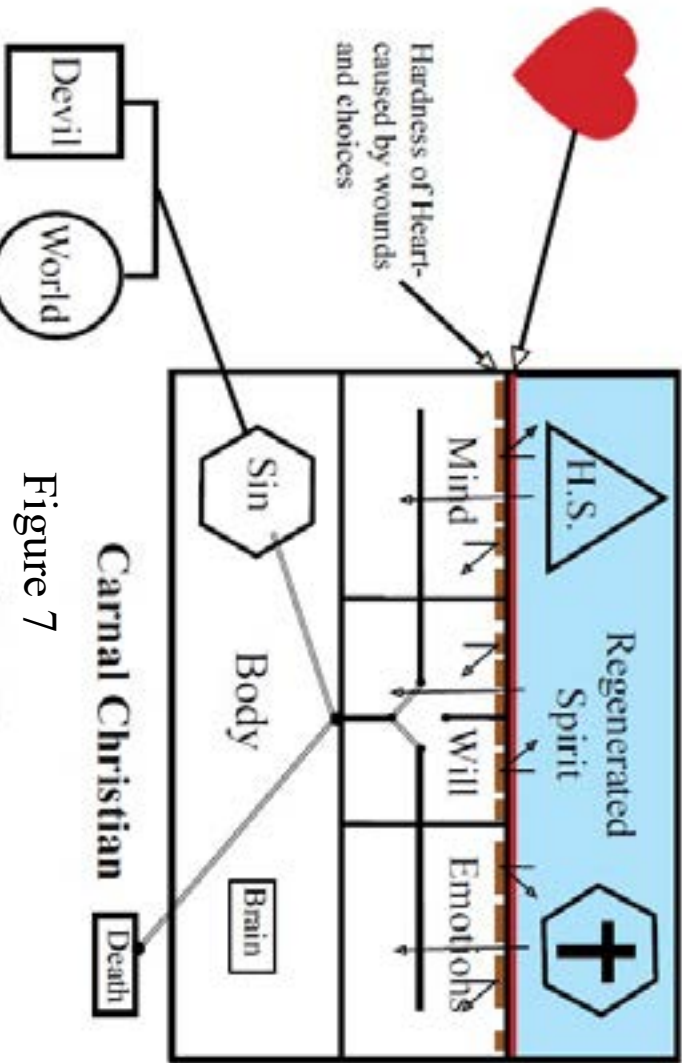 Hardness of Heart-
caused by wounds
and choices
H.S.
Regenerated
Spirit
Mind
Will
Emotions
Devil
World
Sin
Body
Brain
Death
Carnal Christian
Figure 7